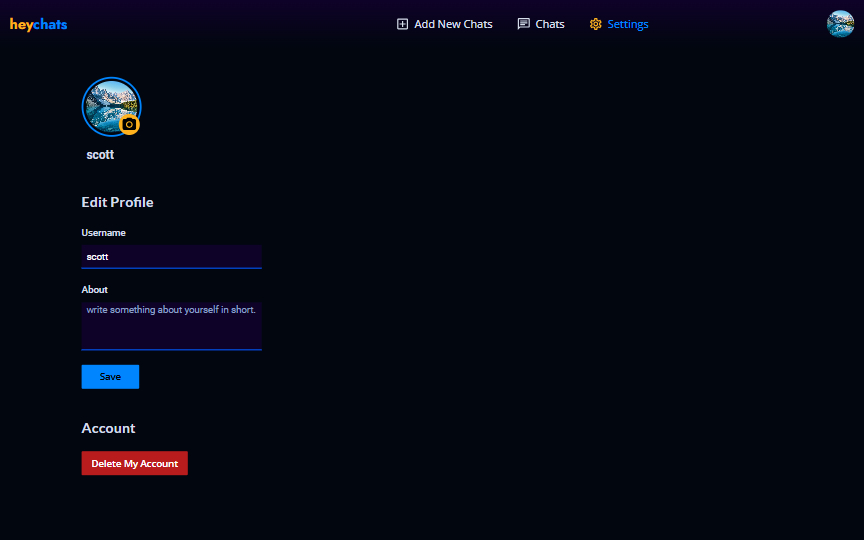 heychats
Add New Chats
Chats
Settings
scott
Edit Profile
Username
scott
About
write something about yourself in short.
Save
Account
Delete My Account